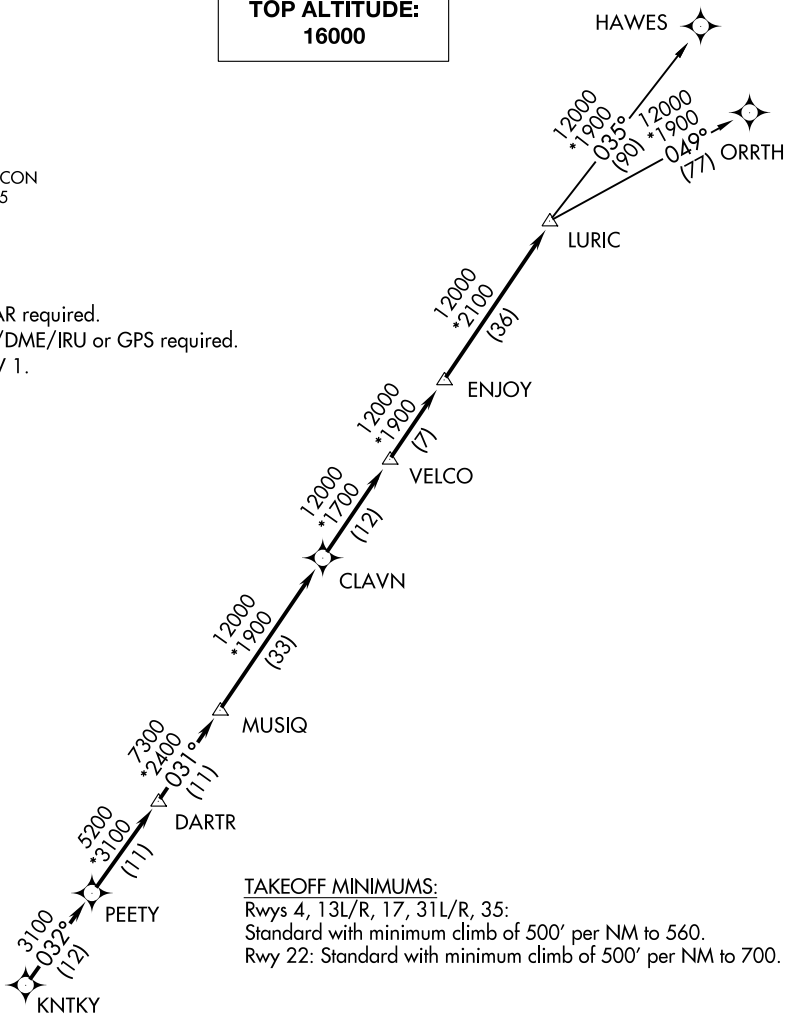 TOP ALTITUDE:
16000
HAWES
12000
*1900
035°
(90)
12000
*1900
049°
(77)
ORRTH
CON
5
LURIC
AR required.
/DME/IRU or GPS required.
V 1.
12000
*2100
(36)
ENJOY
12000
*1900
(7)
VELCO
12000
*1700
(12)
CLAVN
12000
*1900
(33)
MUSIQ
7300
*2400
031°
(11)
DARTR
5200
*3100
(11)
PEETY
TAKEOFF MINIMUMS:
Rwys 4, 13L/R, 17, 31L/R, 35:
Standard with minimum climb of 500' per NM to 560.
Rwy 22: Standard with minimum climb of 500' per NM to 700.
3100
032°
(12)
KNTKY